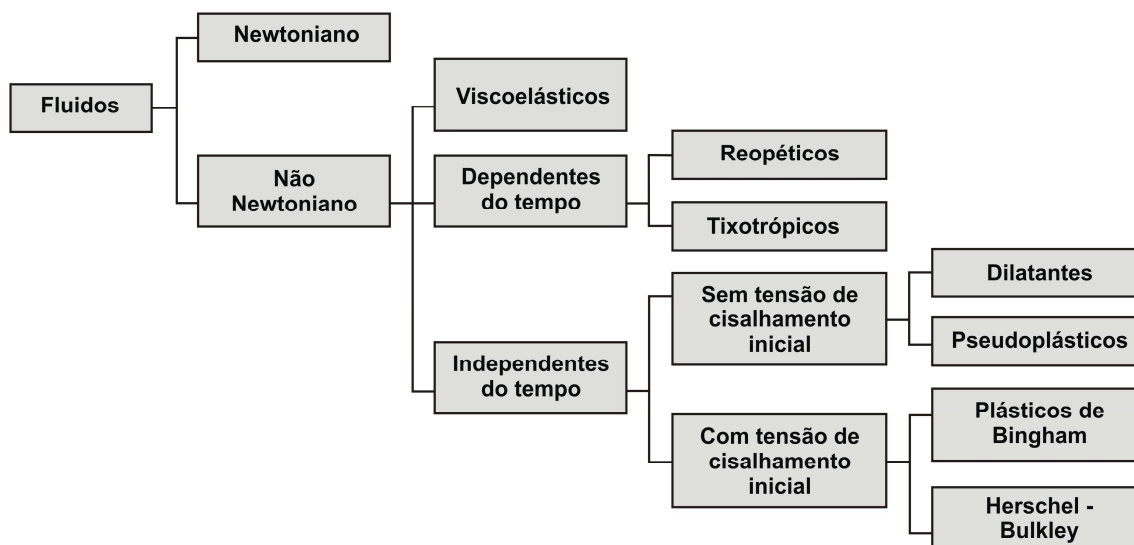 Fluidos
Newtoniano
Não
Newtoniano
Viscoelásticos
Dependentes
do tempo
Reopéticos
Tixotrópicos
Independentes
do tempo
Sem tensão de
cisalhamento
inicial
Dilatantes
Pseudoplásticos
Com tensão de
cisalhamento
inicial
Plásticos de
Bingham
Herschel -
Bulkley